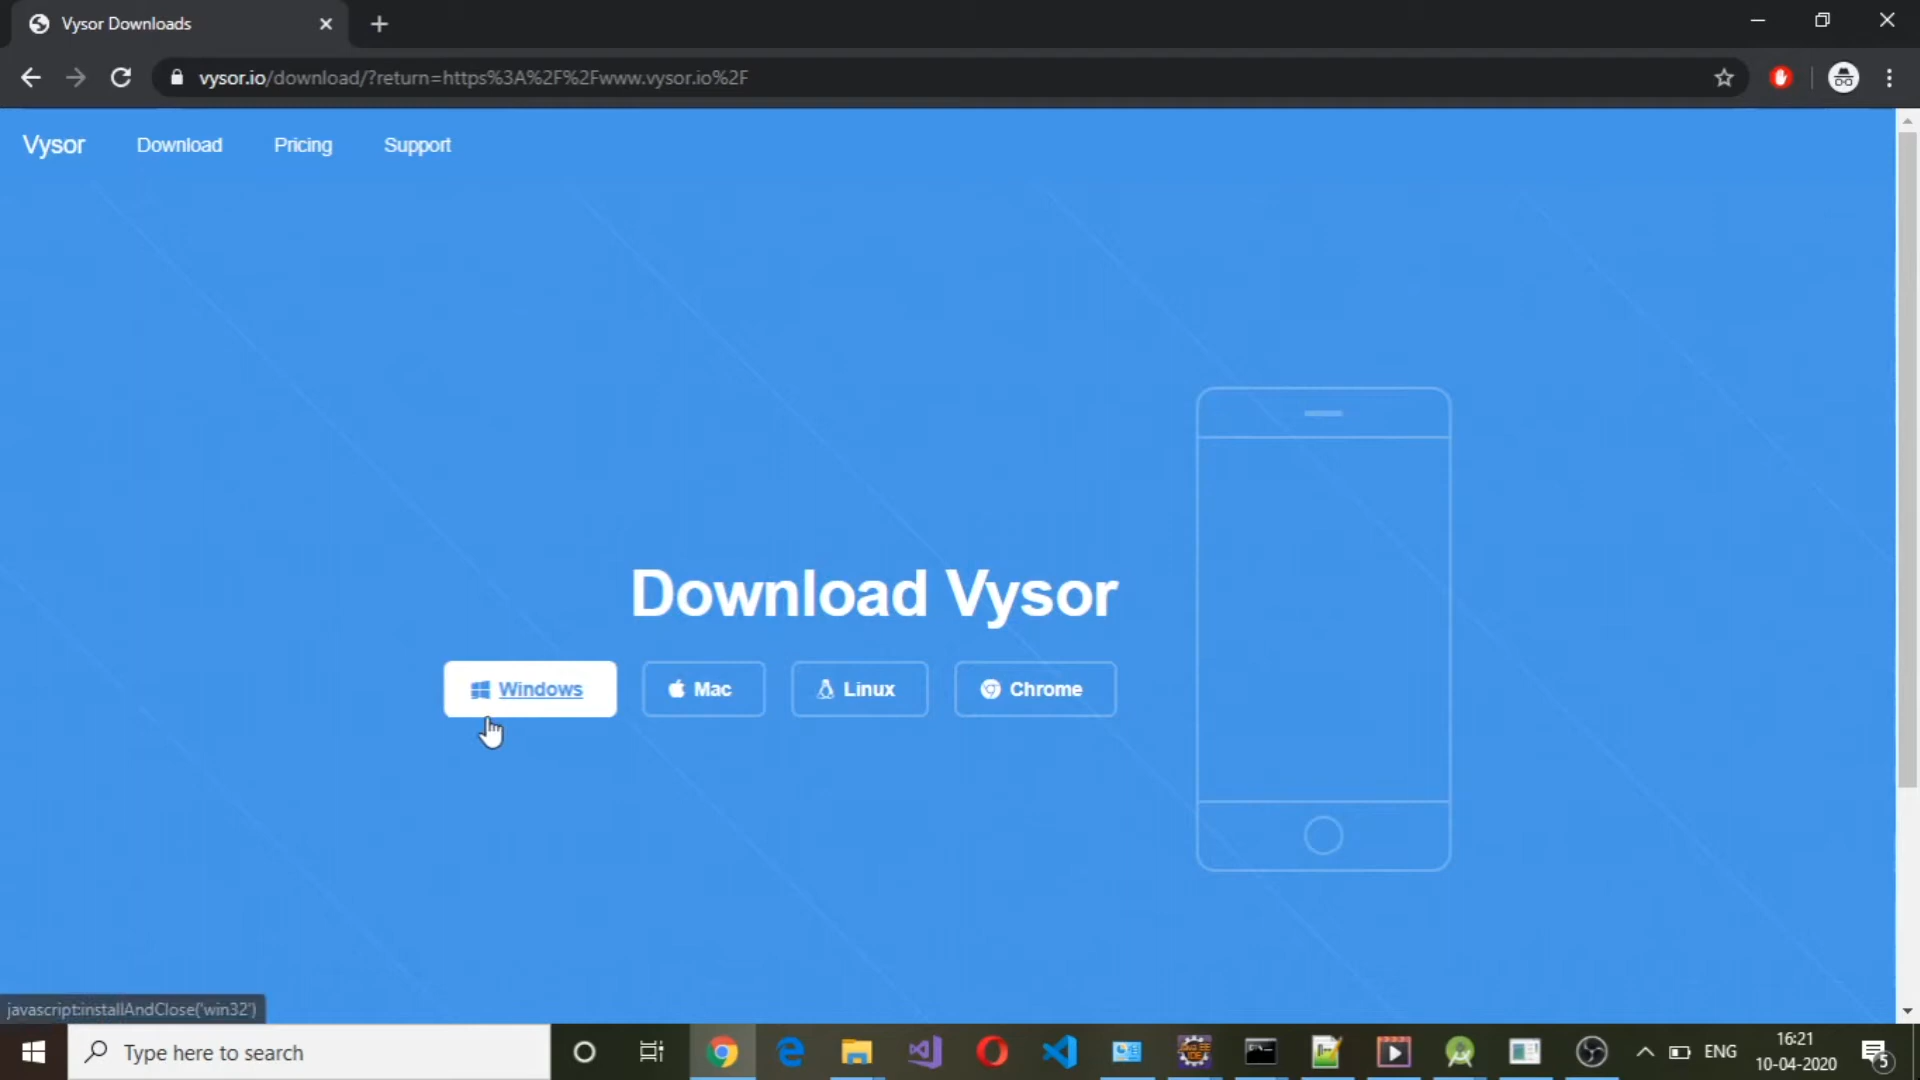 Vysor Downloads
vysor.io/download/?return=https%3A%2F%2Fwww.vysor.io%2F
Vysor Download Pricing Support
Download Vysor
Windows Mac Linux Chrome
javascript:installAndClose('win32')
Type here to search
ENG
16:21
10-04-2020
5